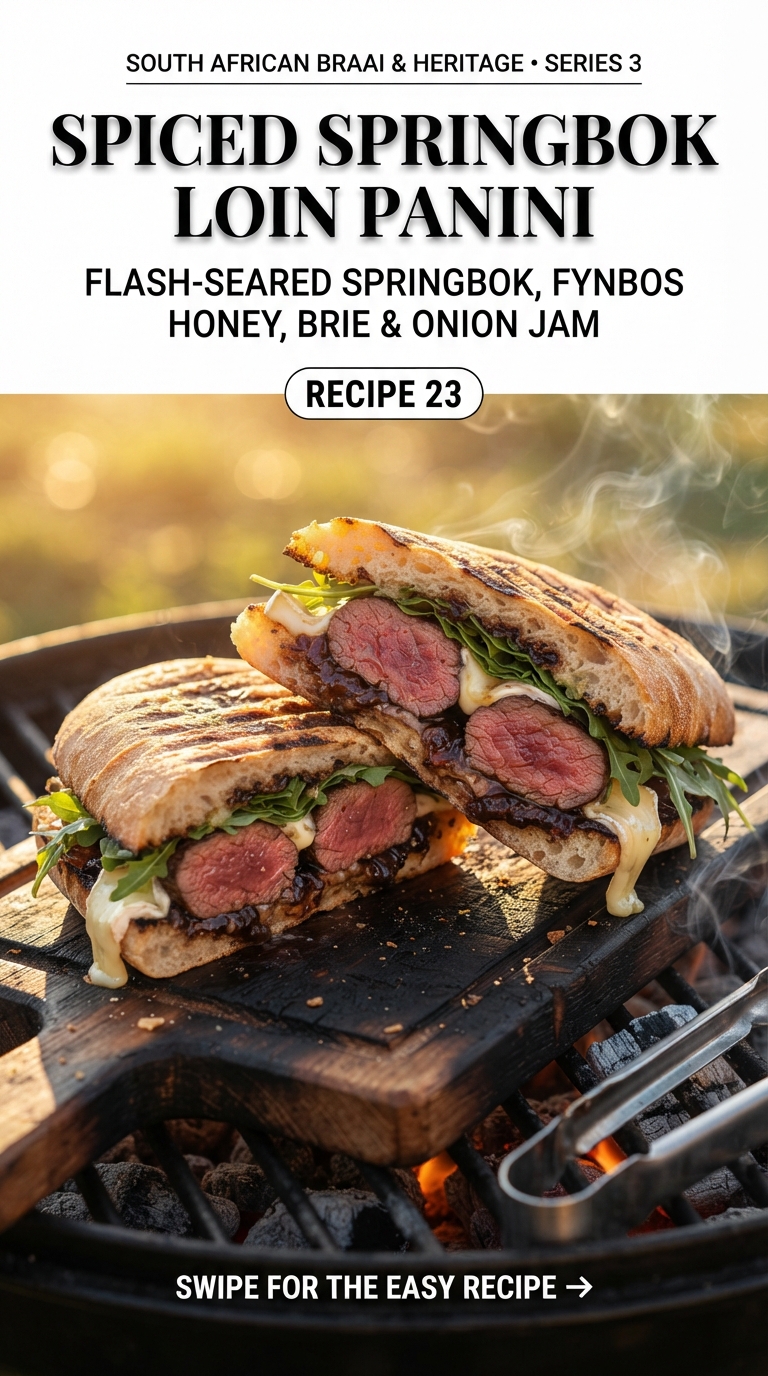 SOUTH AFRICAN BRAAI & HERITAGE • SERIES 3
SPICED SPRINGBOK
LOIN PANINI
FLASH-SEARED SPRINGBOK, FYNBOS
HONEY, BRIE & ONION JAM
RECIPE 23
SWIPE FOR THE EASY RECIPE →